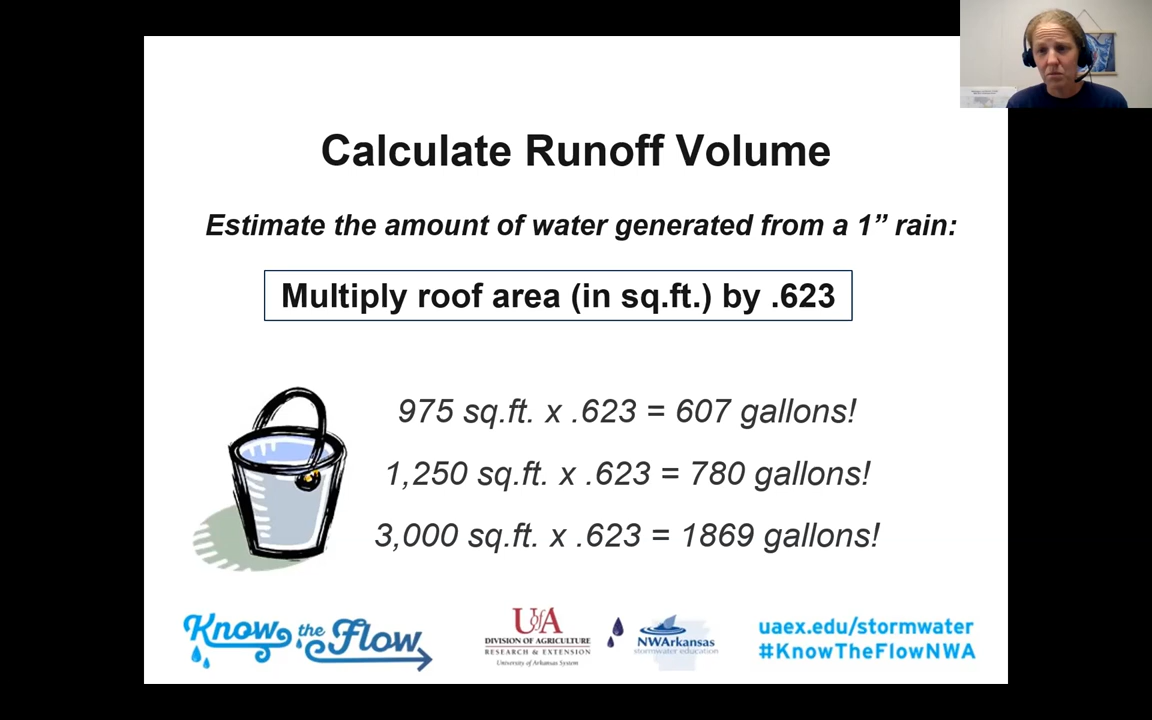 Calculate Runoff Volume
Estimate the amount of water generated from a 1” rain:
Multiply roof area (in sq.ft.) by .623
975 sq.ft. x .623 = 607 gallons!
1,250 sq.ft. x .623 = 780 gallons!
3,000 sq.ft. x .623 = 1869 gallons!
Know the Flow
UofA
DIVISION OF AGRICULTURE
RESEARCH & EXTENSION
University of Arkansas System
NWArkansas
stormwater education
uaex.edu/stormwater
#KnowTheFlowNWA